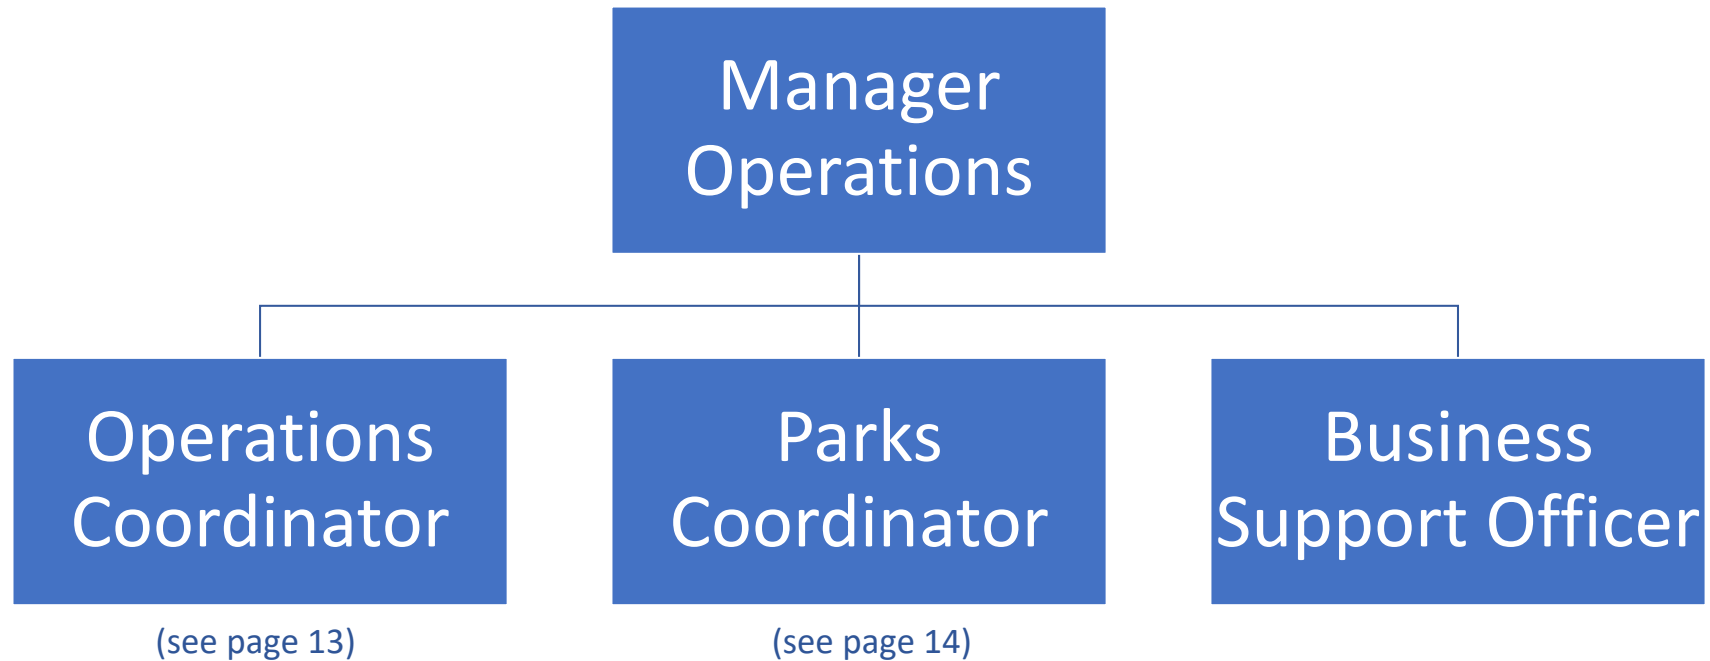 Manager
Operations
Operations
Coordinator
Parks
Coordinator
Business
Support Officer
(see page 13)
(see page 14)